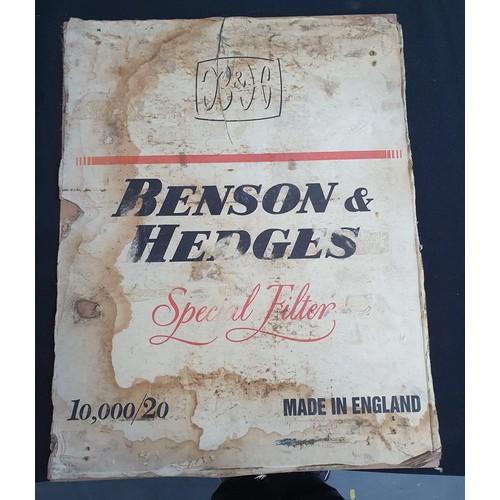 B&H
BENSON &
HEDGES
Special Filter
10,000/20 MADE IN ENGLAND